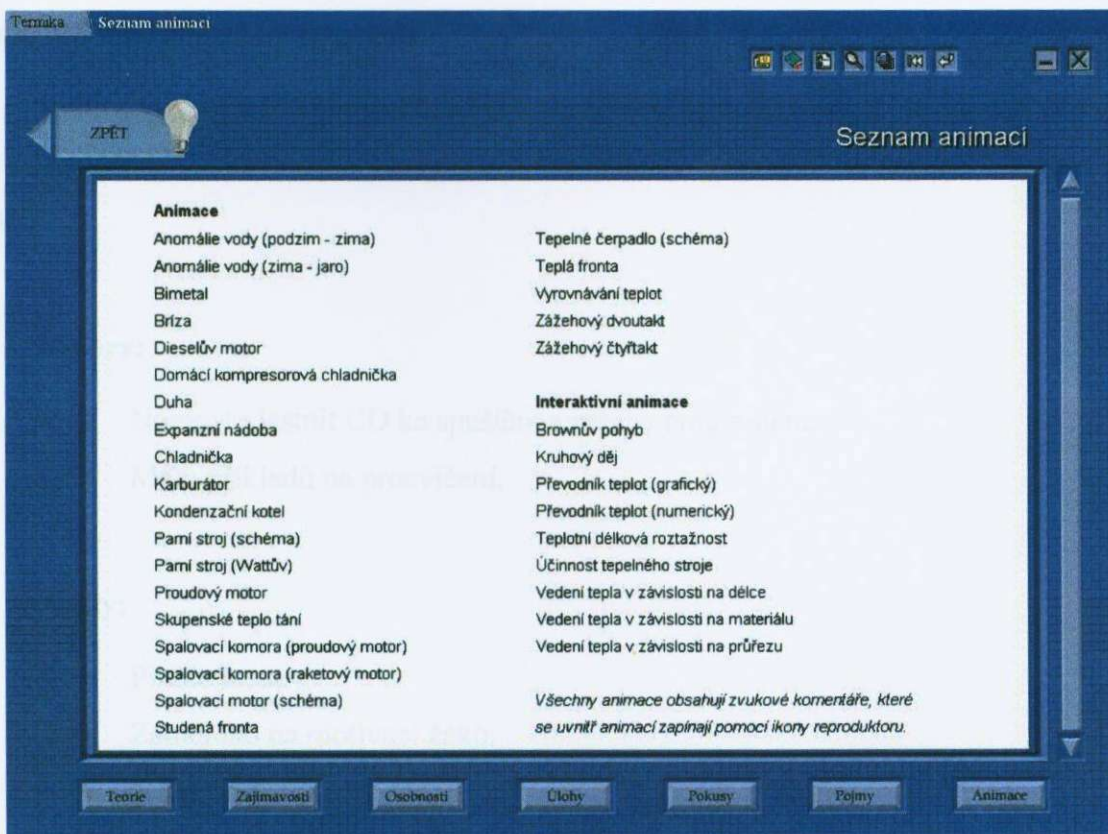 Termika Seznam animací
ZPĚT
Seznam animací
Animace
Anomálie vody (podzim - zima)
Anomálie vody (zima - jaro)
Bimetal
Bríza
Dieselův motor
Domácí kompresorová chladnička
Duha
Expanzní nádoba
Chladnička
Karburátor
Kondenzační kotel
Parní stroj (schéma)
Parní stroj (Wattův)
Proudový motor
Skupenské teplo tání
Spalovací komora (proudový motor)
Spalovací komora (raketový motor)
Spalovací motor (schéma)
Studená fronta
Tepelné čerpadlo (schéma)
Teplá fronta
Vyrovnávání teplot
Zážehový dvoutakt
Zážehový čtyřtakt
Interaktivní animace
Brownův pohyb
Kruhový děj
Převodník teplot (grafický)
Převodník teplot (numerický)
Teplotní délková roztažnost
Účinnost tepelného stroje
Vedení tepla v závislosti na délce
Vedení tepla v závislosti na materiálu
Vedení tepla v závislosti na průřezu
Všechny animace obsahují zvukové komentáře, které
se uvnitř animací zapínají pomocí ikony reproduktoru.
Teorie Zajímavosti Osobnosti Úlohy Pokusy Pojmy Animace